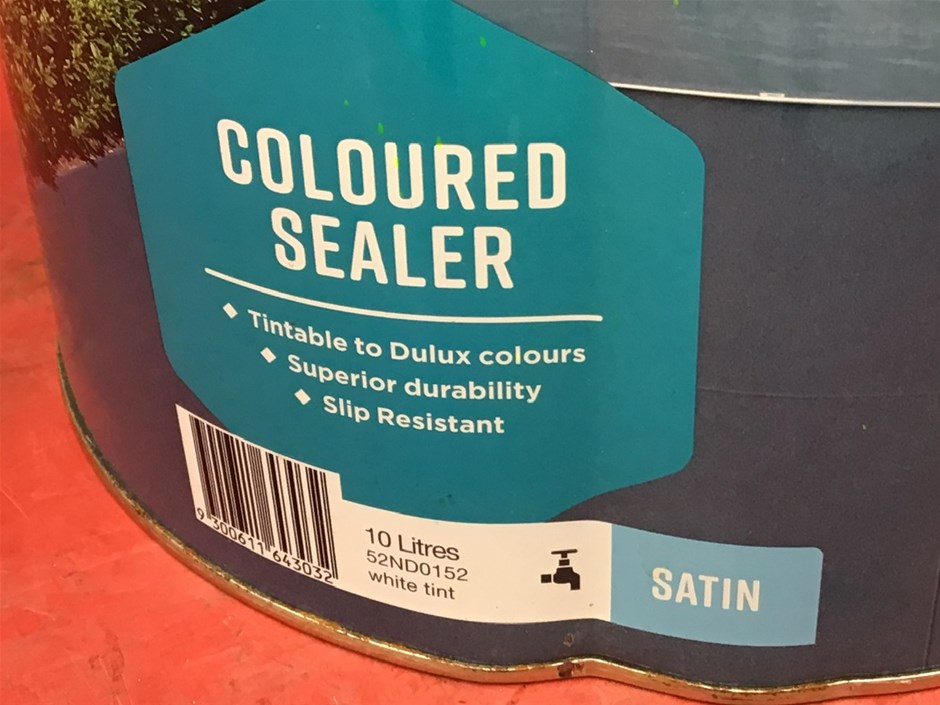 COLOURED
SEALER
Tintable to Dulux colours
Superior durability
Slip Resistant
9 300611 643032
10 Litres
52ND0152
white tint
SATIN